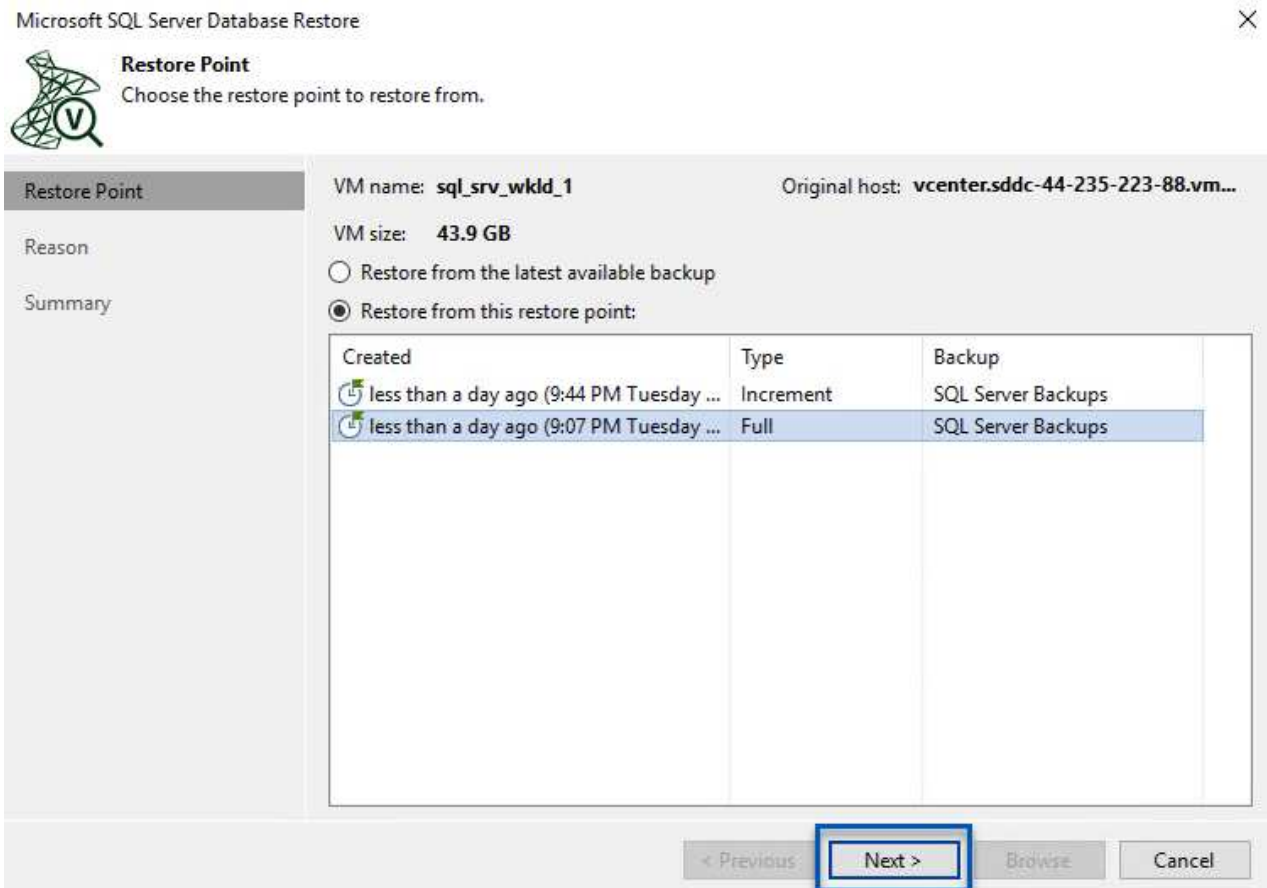 Microsoft SQL Server Database Restore
Restore Point
Choose the restore point to restore from.
V
Restore Point
Reason
Summary
VM name: sql_srv_wkld_1 Original host: vcenter.sddc-44-235-223-88.vm...
VM size: 43.9 GB
Restore from the latest available backup
Restore from this restore point:
Created Type Backup
less than a day ago (9:44 PM Tuesday ... Increment SQL Server Backups
less than a day ago (9:07 PM Tuesday ... Full SQL Server Backups
< Previous Next > Browse Cancel